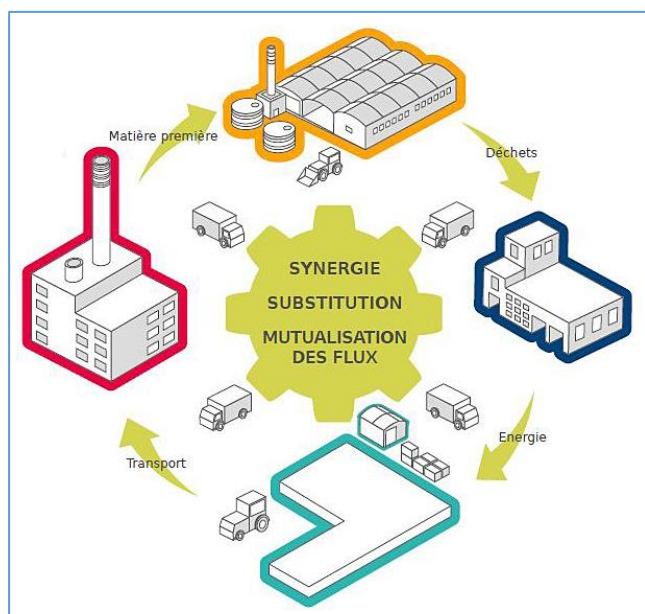 Matière première
Déchets
SYNERGIE
SUBSTITUTION
MUTUALISATION
DES FLUX
Energie
Transport